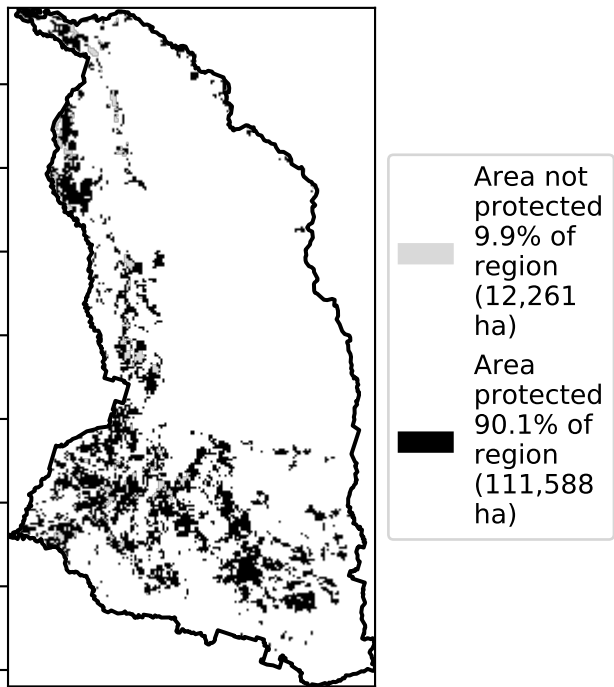 Area not
protected
9.9% of
region
(12,261
ha)
Area
protected
90.1% of
region
(111,588
ha)